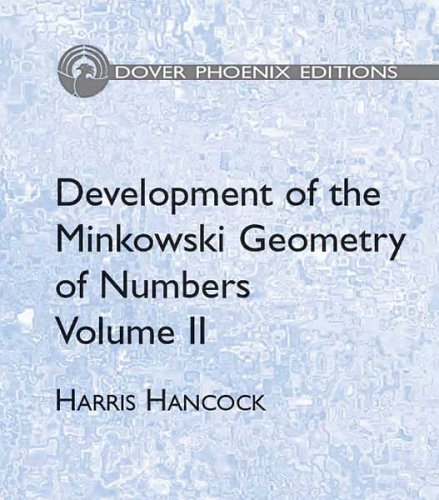 DOVER PHOENIX EDITIONS
Development of the
Minkowski Geometry
of Numbers
Volume II
HARRIS HANCOCK